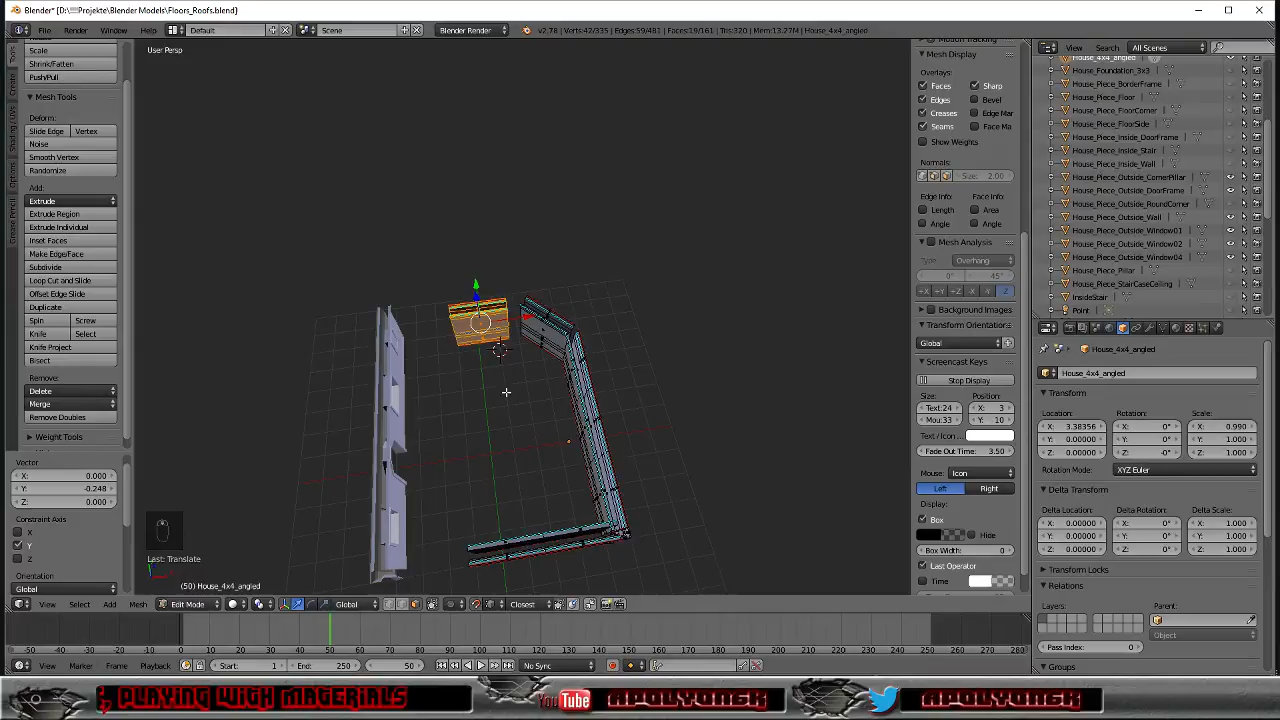 Blender* [D:\=Projekte\Blender Models\Floors_Roofs.blend]
File Render Window Help Default Scene Blender Render v2.78 | Verts:42/335 | Edges:59/481 | Faces:19/161 | Tris:320 | Mem:13.27M | House_4x4_angled
View Search All Scenes
Scale
Shrink/Fatten
Push/Pull
Mesh Tools
Deform:
Slide Edge Vertex
Noise
Smooth Vertex
Randomize
Add:
Extrude
Extrude Region
Extrude Individual
Inset Faces
Make Edge/Face
Subdivide
Loop Cut and Slide
Offset Edge Slide
Duplicate
Spin Screw
Knife Select
Knife Project
Bisect
Remove:
Delete
Merge
Remove Doubles
Weight Tools
Vector
X: 0.000
Y: -0.248
Z: 0.000
Constraint Axis
X
Y
Z
Orientation
Global
Tools
Create
Shading / UVs
Options
Grease Pencil
User Persp
Last: Translate
(50) House_4x4_angled
View Select Add Mesh Edit Mode Global Closest
Mesh Display
Overlays:
Faces Sharp
Edges Bevel
Creases Edge Mar
Seams Face Ma
Show Weights
Normals:
Size: 2.00
Edge Info: Face Info:
Length Area
Angle Angle
Mesh Analysis
Type Overhang
0° 45°
+X +Y +Z -X -Y Z
Background Images
Transform Orientation
Global
Screencast Keys
Stop Display
Size: Position:
Text:24 X: 3
Mou:33 Y: 10
Text / Icon
Fade Out Time: 3.50
Mouse: Icon
Left Right
Display:
Box
Hide
Box Width: 0
Last Operator
Time
House_4x4_angled
House_Foundation_3x3
House_Piece_BorderFrame
House_Piece_Floor
House_Piece_FloorCorner
House_Piece_FloorSide
House_Piece_Inside_DoorFrame
House_Piece_Inside_Stair
House_Piece_Inside_Wall
House_Piece_Outside_CornerPillar
House_Piece_Outside_DoorFrame
House_Piece_Outside_RoundCorner
House_Piece_Outside_Wall
House_Piece_Outside_Window01
House_Piece_Outside_Window02
House_Piece_Outside_Window04
House_Piece_Pillar
House_Piece_StairCaseCeiling
InsideStair
Point
House_4x4_angled
House_4x4_angled
Transform
Location: Rotation: Scale:
X: 3.38356 X: 0° X: 0.990
Y: 0.00000 Y: 0° Y: 1.000
Z: 0.00000 Z: -0° Z: 1.000
Rotation Mode: XYZ Euler
Delta Transform
Delta Location: Delta Rotation: Delta Scale:
X: 0.00000 X: 0° X: 1.000
Y: 0.00000 Y: 0° Y: 1.000
Z: 0.00000 Z: 0° Z: 1.000
Transform Locks
Relations
Layers: Parent:
Object
Pass Index: 0
Groups
-50 -40 -30 -20 -10 0 10 20 30 40 50 60 70 80 90 100 110 120 130 140 150 160 170 180 190 200 210 220 230 240 250 260 270 280
View Marker Frame Playback Start: 1 End: 250 50 No Sync
PLAYING WITH MATERIALS YouTube APOLYONEK APOLYONEK